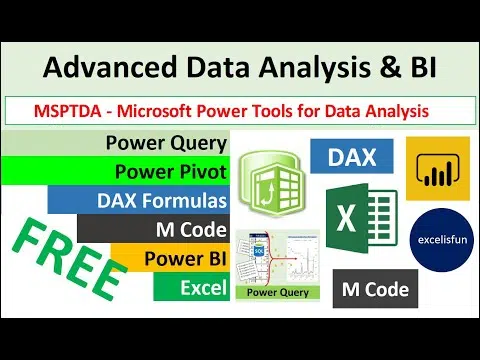 Advanced Data Analysis & BI
MSPTDA - Microsoft Power Tools for Data Analysis
Power Query
Power Pivot
DAX Formulas
M Code
Power BI
Excel
FREE
DAX
X
excelisfun
SQL
Power Query
M Code